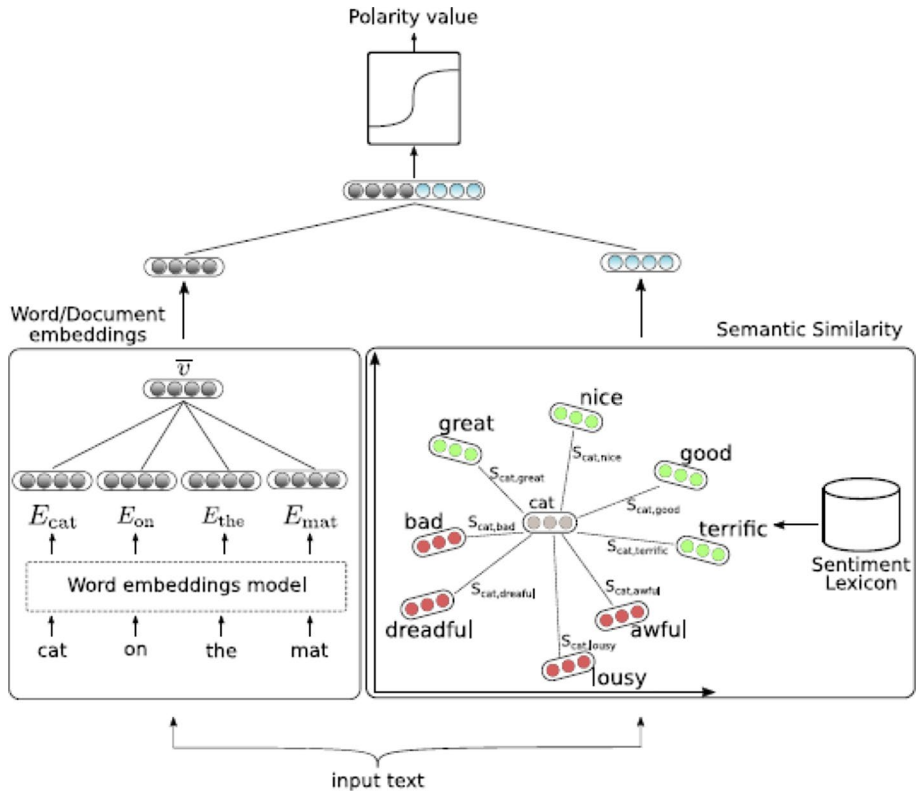 Polarity value
Word/Document
embeddings
Semantic Similarity
v
E_cat E_on E_the E_mat
Word embeddings model
cat on the mat
nice
great
good
S_cat,nice
S_cat,great
cat
S_cat,good
bad
S_cat,bad
terrific
S_cat,terrific
Sentiment
Lexicon
S_cat,dreaful
S_cat,awful
dreadful
awful
S_cat,lousy
lousy
input text